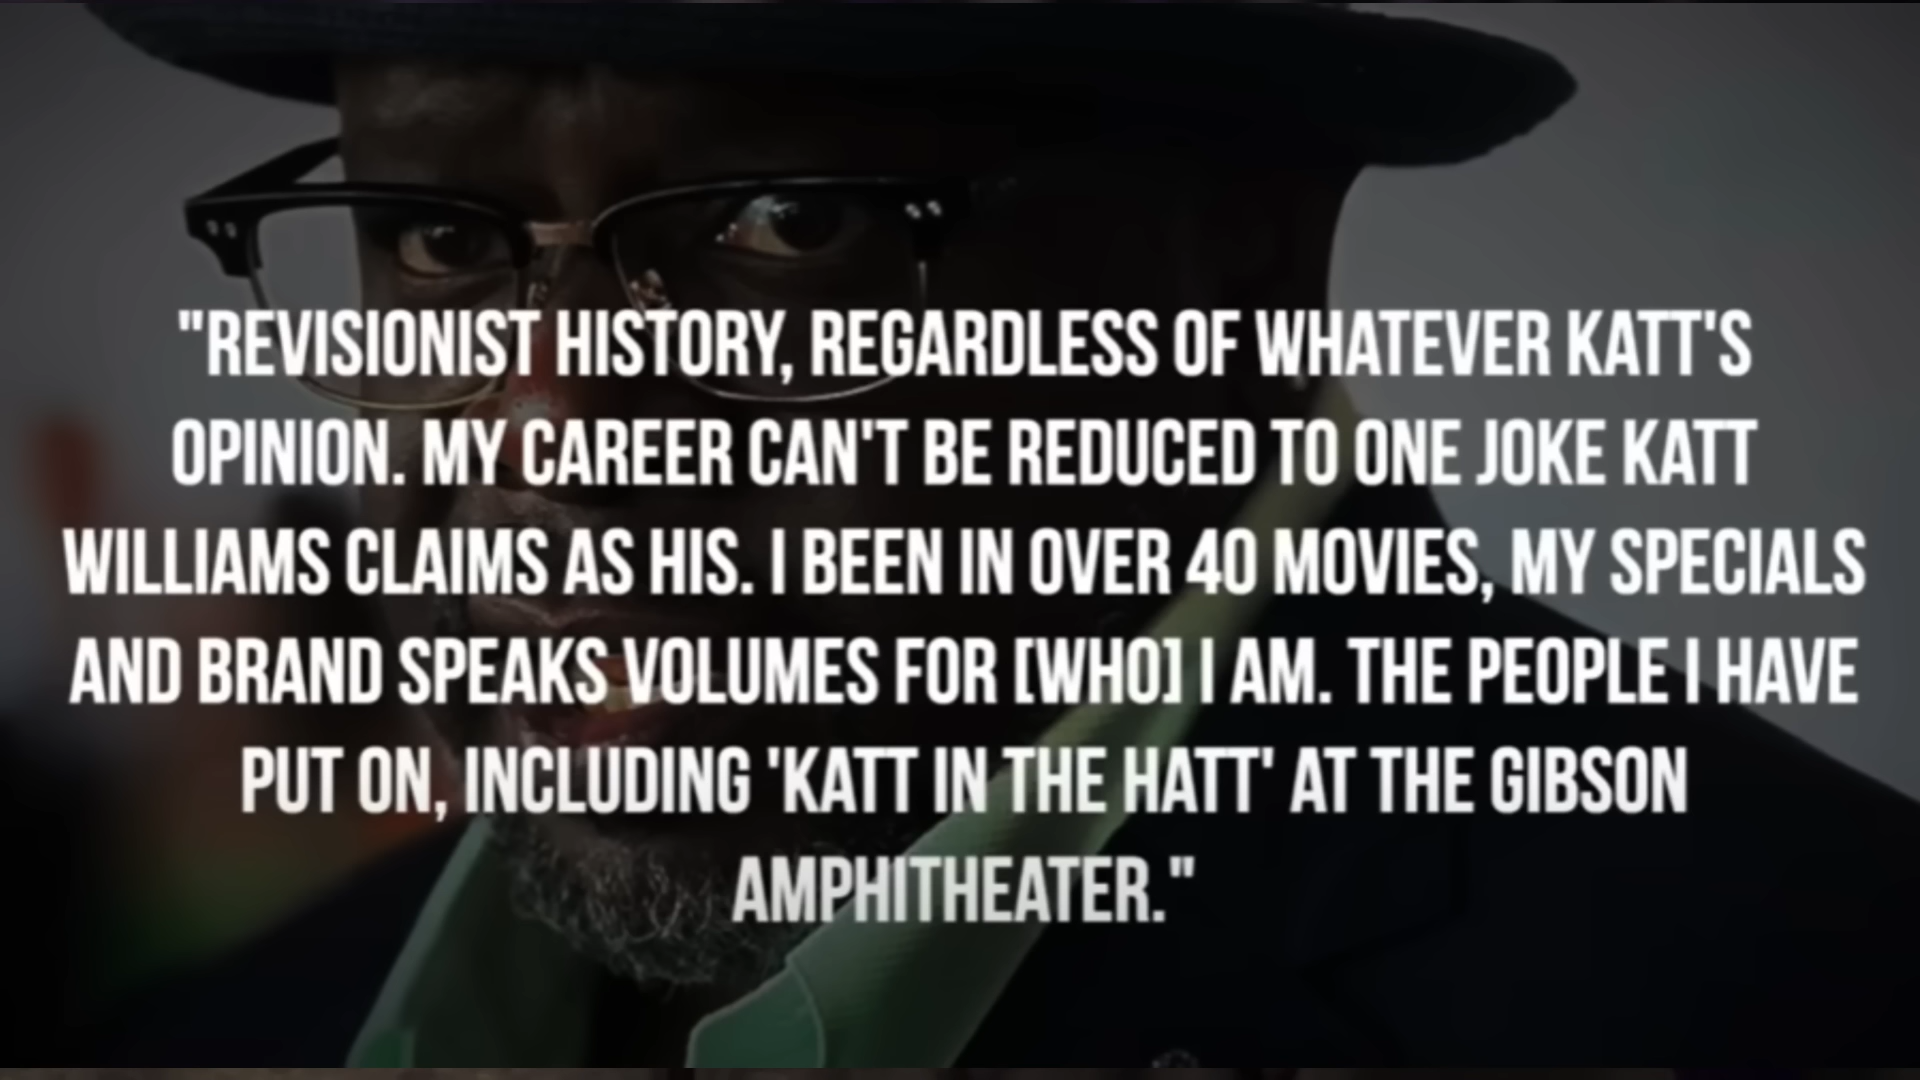 "REVISIONIST HISTORY, REGARDLESS OF WHATEVER KATT'S
OPINION. MY CAREER CAN'T BE REDUCED TO ONE JOKE KATT
WILLIAMS CLAIMS AS HIS. I BEEN IN OVER 40 MOVIES, MY SPECIALS
AND BRAND SPEAKS VOLUMES FOR [WHO] I AM. THE PEOPLE I HAVE
PUT ON, INCLUDING 'KATT IN THE HATT' AT THE GIBSON
AMPHITHEATER."